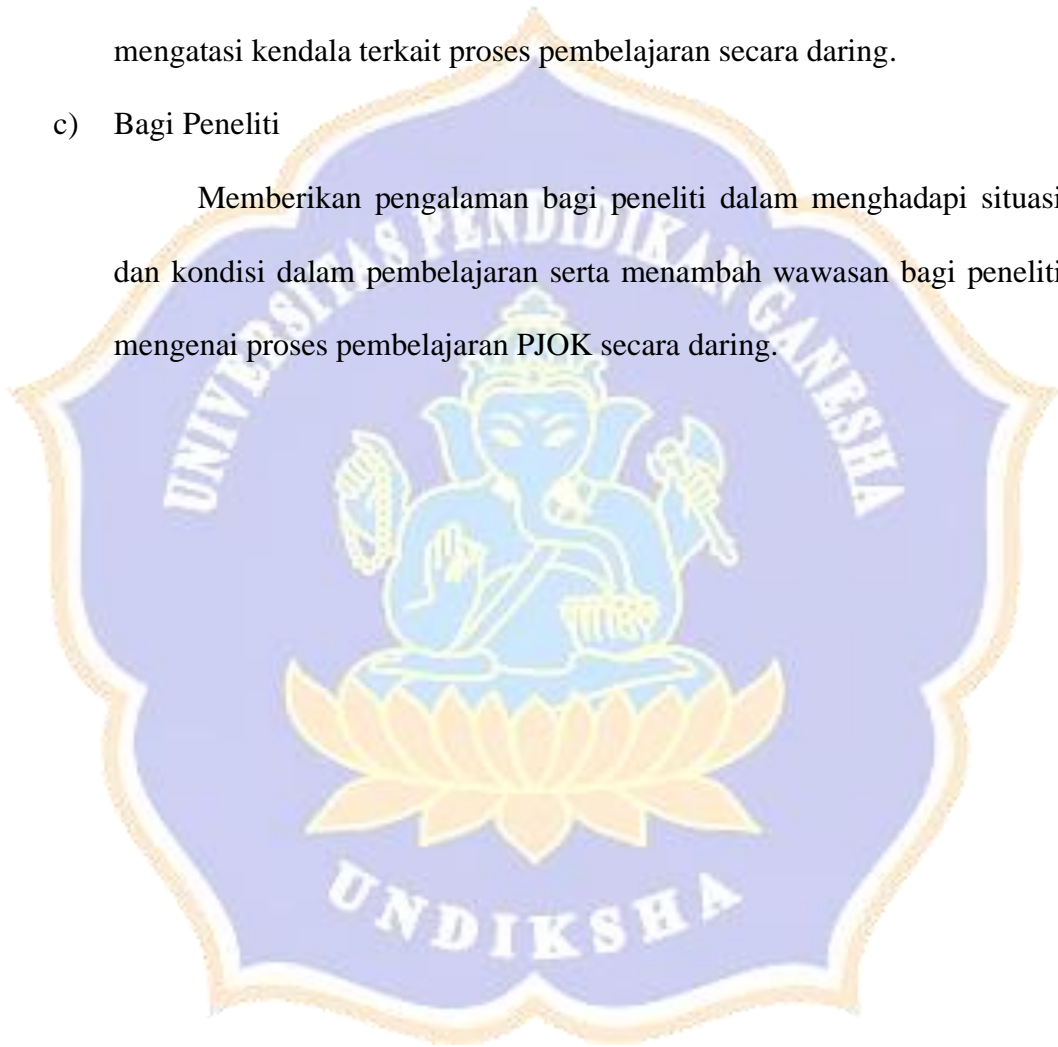 mengatasi kendala terkait proses pembelajaran secara daring.
c) Bagi Peneliti
Memberikan pengalaman bagi peneliti dalam menghadapi situasi
dan kondisi dalam pembelajaran serta menambah wawasan bagi peneliti
mengenai proses pembelajaran PJOK secara daring.
UNIVERSITAS PENDIDIKAN GANESHA
UNDIKSHA